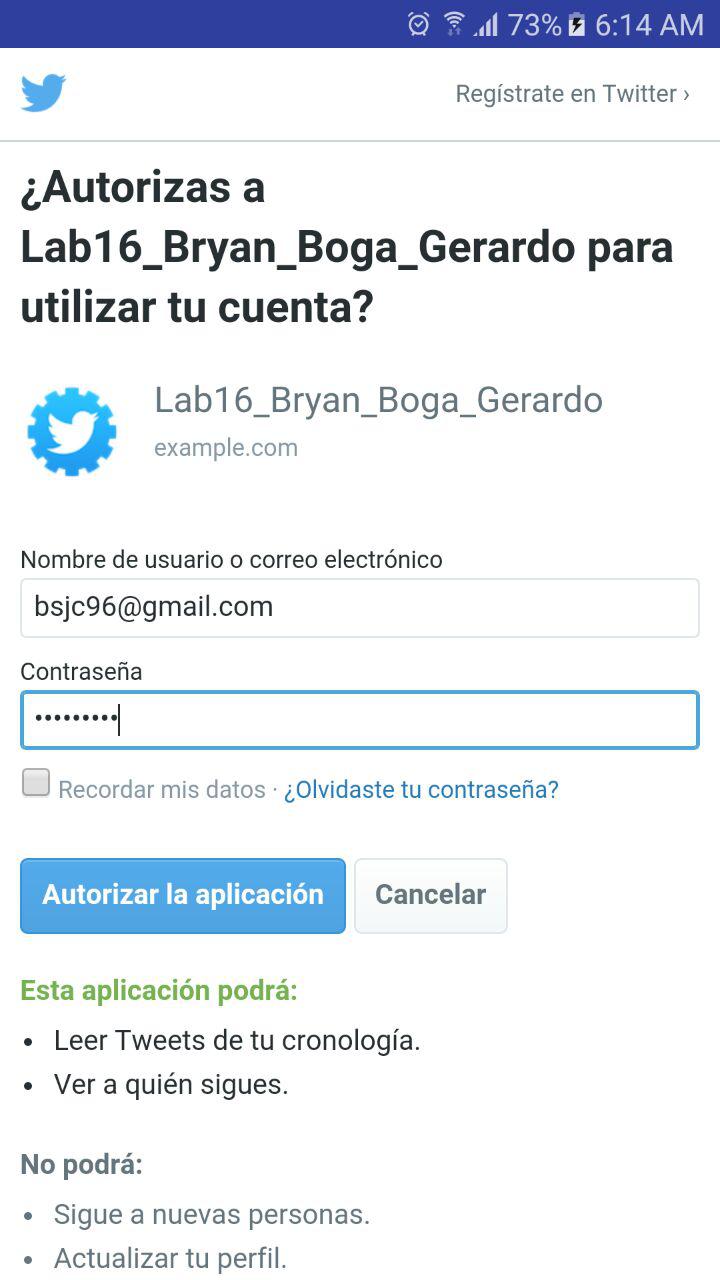 73% 6:14 AM
Regístrate en Twitter ›
¿Autorizas a
Lab16_Bryan_Boga_Gerardo para
utilizar tu cuenta?
Lab16_Bryan_Boga_Gerardo
example.com
Nombre de usuario o correo electrónico
bsjc96@gmail.com
Contraseña
•••••••••
Recordar mis datos · ¿Olvidaste tu contraseña?
Autorizar la aplicación Cancelar
Esta aplicación podrá:
• Leer Tweets de tu cronología.
• Ver a quién sigues.
No podrá:
• Sigue a nuevas personas.
• Actualizar tu perfil.